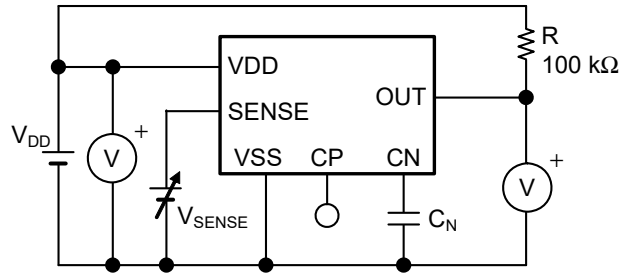 R
100 kΩ
VDD
OUT
SENSE
V_DD
+
V
VSS CP CN
+
V
V_SENSE
C_N